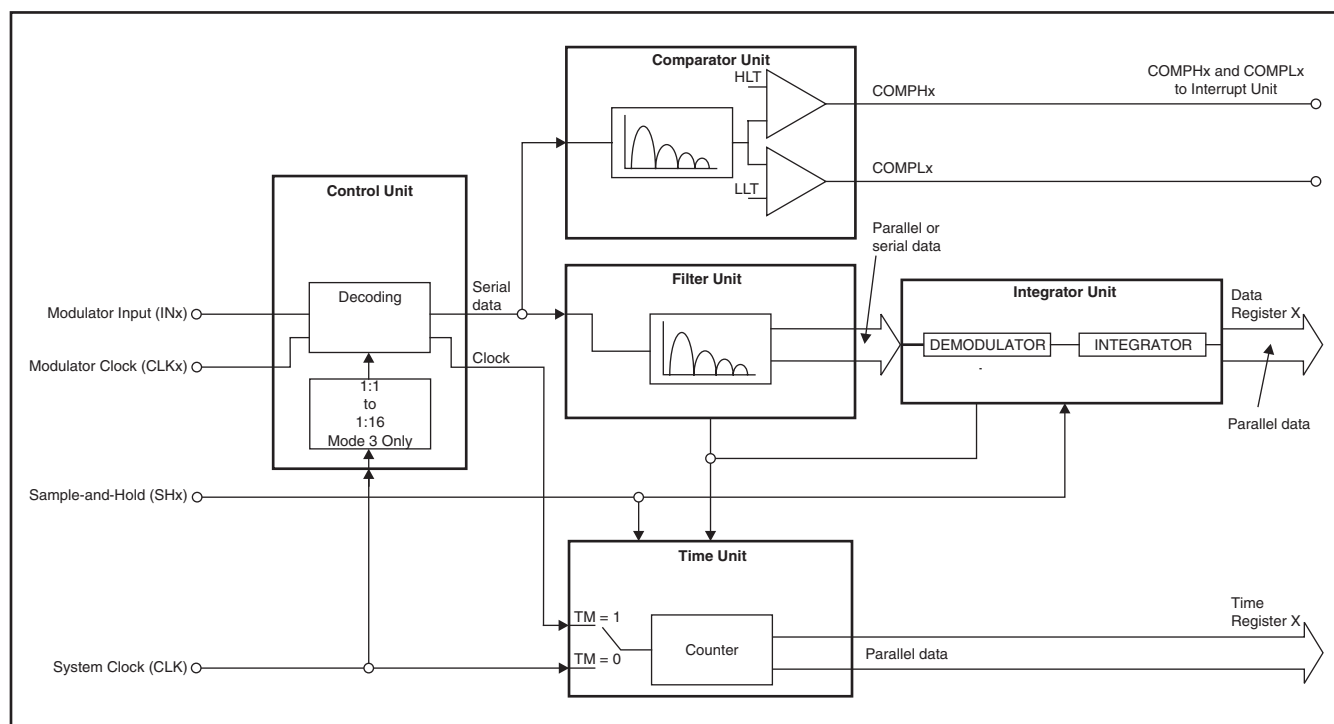 Comparator Unit
HLT
COMPHx
COMPHx and COMPLx
to Interrupt Unit
COMPLx
LLT
Control Unit
Parallel or
serial data
Decoding
Serial
data
Filter Unit
Integrator Unit
Data
Register X
Modulator Input (INx)
DEMODULATOR
INTEGRATOR
Modulator Clock (CLKx)
Clock
1:1
to
1:16
Mode 3 Only
Parallel data
Sample-and-Hold (SHx)
Time Unit
TM = 1
Time
Register X
Counter
Parallel data
System Clock (CLK)
TM = 0